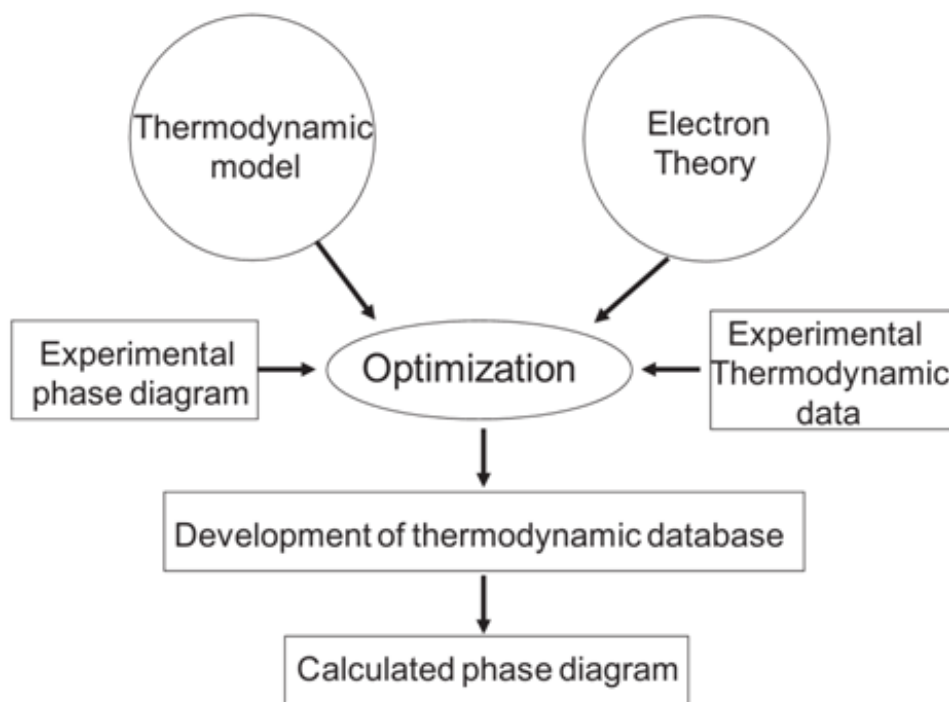 Thermodynamic
model
Electron
Theory
Experimental
phase diagram
Optimization
Experimental
Thermodynamic
data
Development of thermodynamic database
Calculated phase diagram